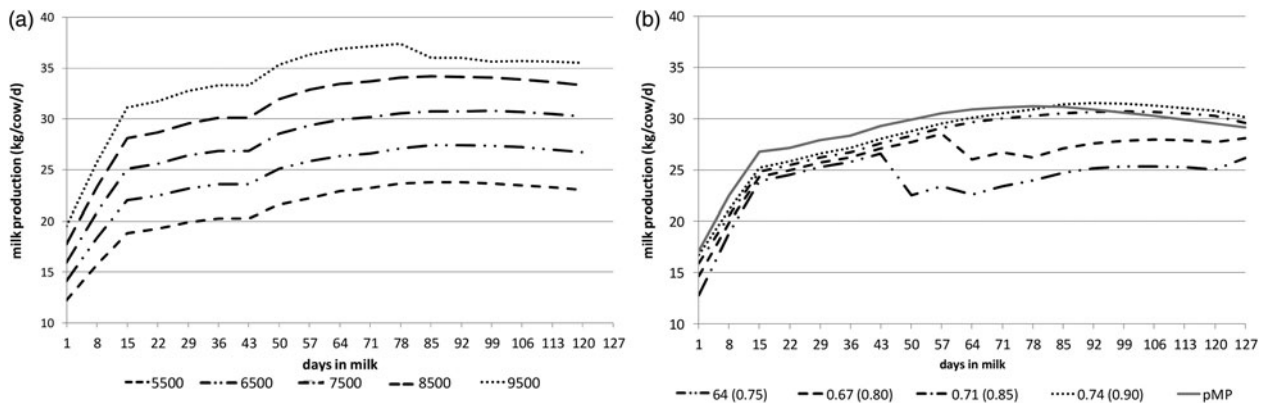 (a)
40
35
30
25
20
15
10
milk production (kg/cow/d)
1 8 15 22 29 36 43 50 57 64 71 78 85 92 99 106 113 120 127
days in milk
5500 6500 7500 8500 9500
(b)
40
35
30
25
20
15
10
milk production (kg/cow/d)
1 8 15 22 29 36 43 50 57 64 71 78 85 92 99 106 113 120 127
days in milk
64 (0.75) 0.67 (0.80) 0.71 (0.85) 0.74 (0.90) pMP